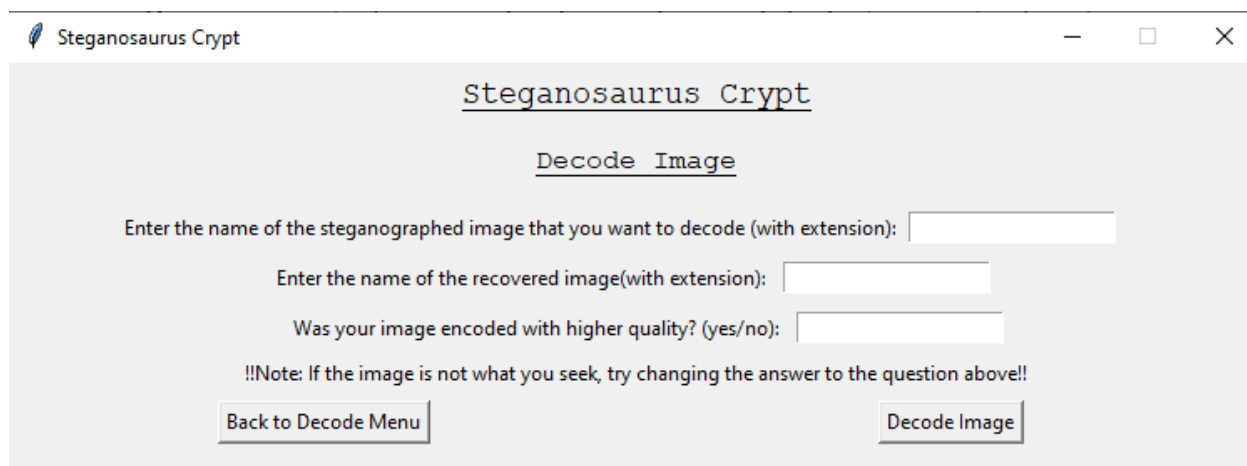 Steganosaurus Crypt
Steganosaurus Crypt
Decode Image
Enter the name of the steganographed image that you want to decode (with extension):
Enter the name of the recovered image(with extension):
Was your image encoded with higher quality? (yes/no):
!!Note: If the image is not what you seek, try changing the answer to the question above!!
Back to Decode Menu Decode Image